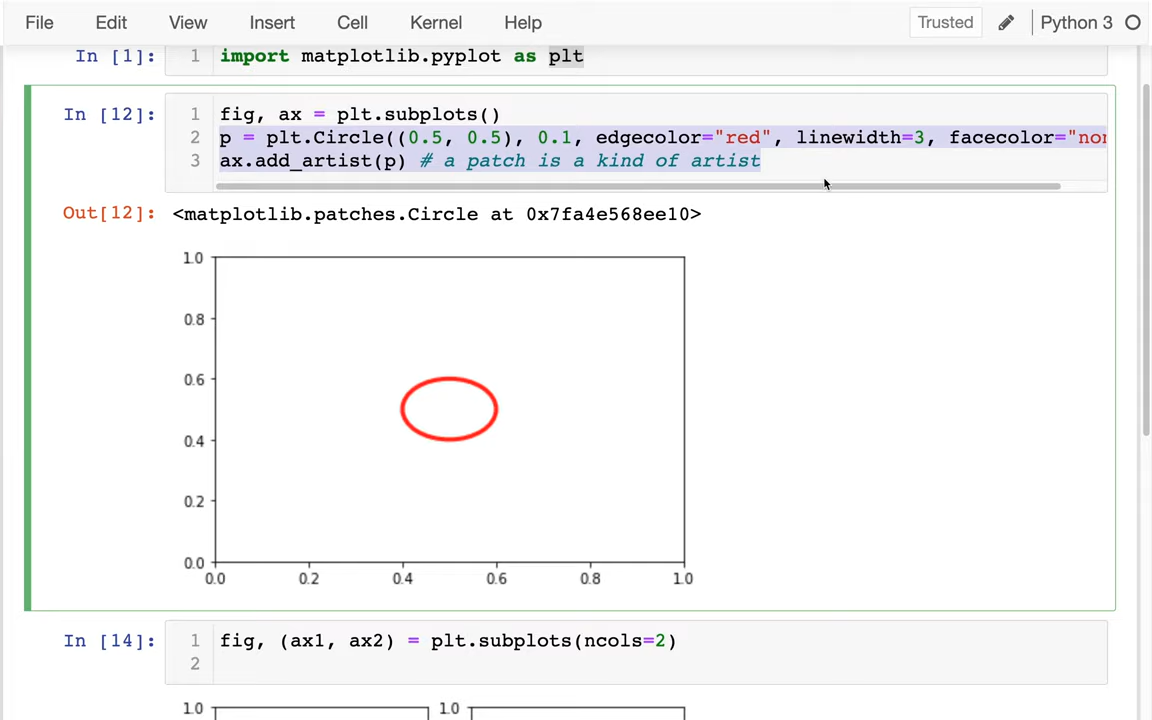 File Edit View Insert Cell Kernel Help Trusted Python 3
In [1]: 1 import matplotlib.pyplot as plt
In [12]: 1 fig, ax = plt.subplots()
2 p = plt.Circle((0.5, 0.5), 0.1, edgecolor="red", linewidth=3, facecolor="non
3 ax.add_artist(p) # a patch is a kind of artist
Out[12]: <matplotlib.patches.Circle at 0x7fa4e568ee10>
1.0
0.8
0.6
0.4
0.2
0.0
0.0 0.2 0.4 0.6 0.8 1.0
In [14]: 1 fig, (ax1, ax2) = plt.subplots(ncols=2)
2
1.0 1.0